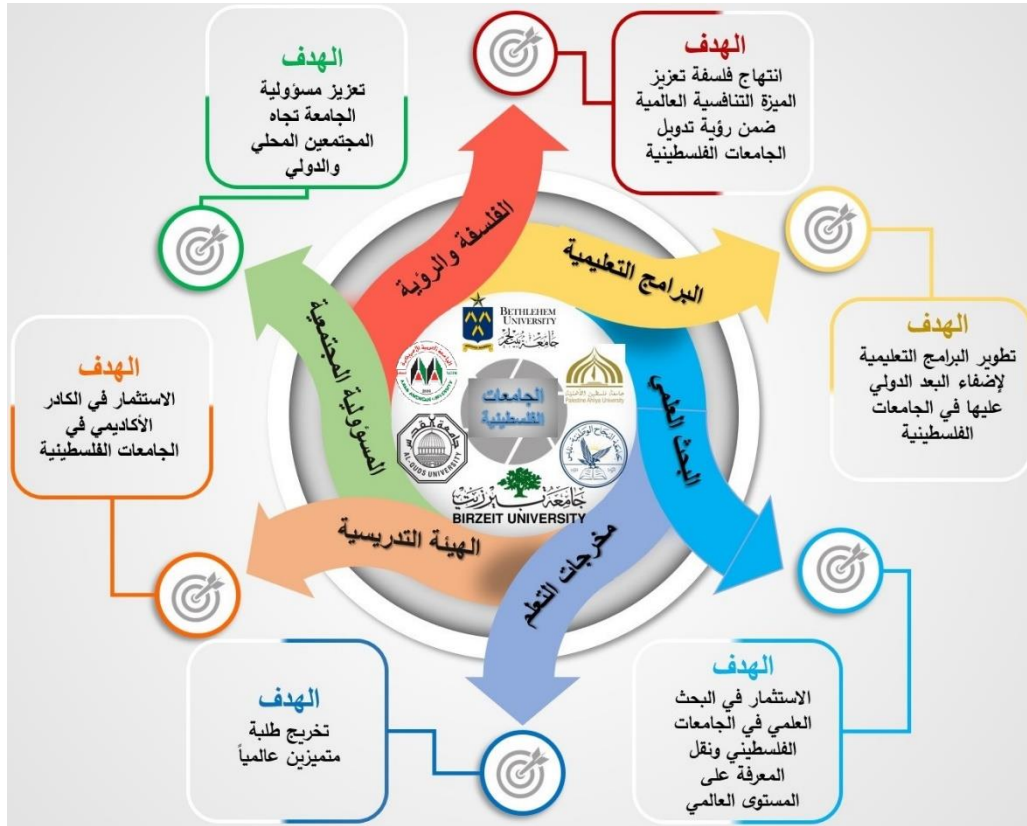 الهدف
انتهاج فلسفة تعزيز
الميزة التنافسية العالمية
ضمن رؤية تدويل
الجامعات الفلسطينية
الهدف
تعزيز مسؤولية
الجامعة تجاه
المجتمعين المحلي
والدولي
الفلسفة والرؤية
البرامج التعليمية
البحث العلمي
مخرجات التعلم
الهيئة التدريسية
المسؤولية المجتمعية
BETHLEHEM
UNIVERSITY
جامعة بيت لحم
الجامعات
الفلسطينية
Palestine Ahliya University
جامعة القدس
AL-QUDS UNIVERSITY
جامعة بيرزيت
BIRZEIT UNIVERSITY
الهدف
تطوير البرامج التعليمية
لإضفاء البعد الدولي
عليها في الجامعات
الفلسطينية
الهدف
الاستثمار في الكادر
الأكاديمي في
الجامعات الفلسطينية
الهدف
الاستثمار في البحث
العلمي في الجامعات
الفلسطيني ونقل
المعرفة على
المستوى العالمي
الهدف
تخريج طلبة
متميزين عالمياً